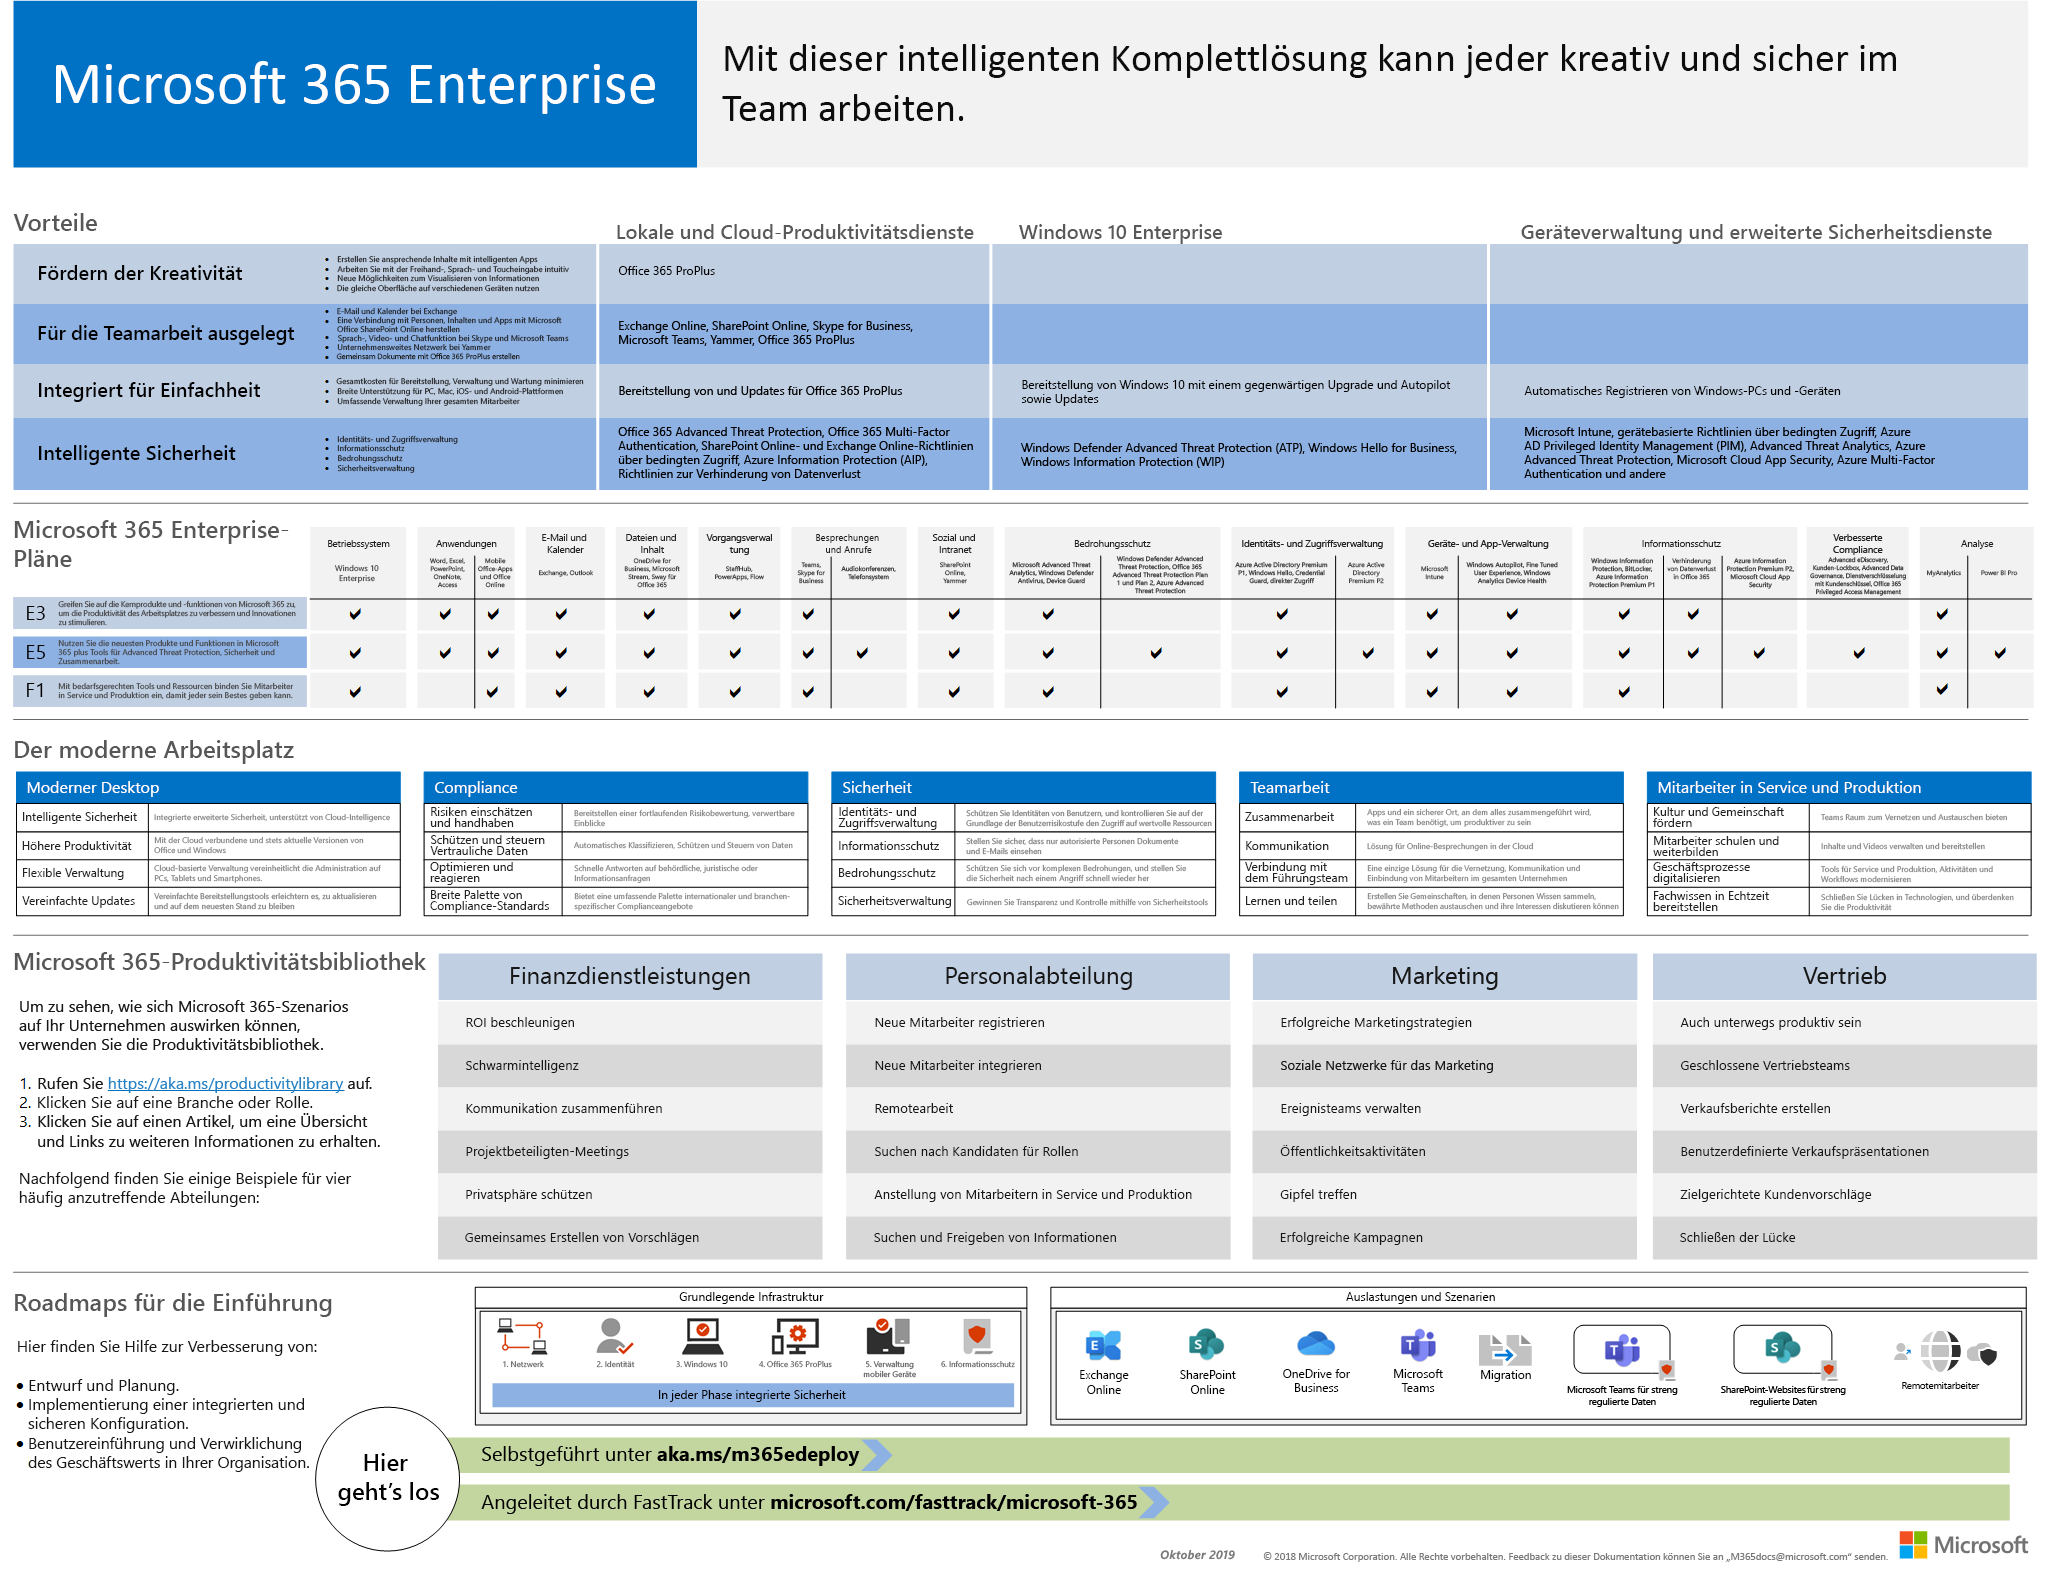 Microsoft 365 Enterprise
Mit dieser intelligenten Komplettlösung kann jeder kreativ und sicher im
Team arbeiten.
Vorteile
Lokale und Cloud-Produktivitätsdienste
Windows 10 Enterprise
Geräteverwaltung und erweiterte Sicherheitsdienste
Fördern der Kreativität
• Erstellen Sie ansprechende Inhalte mit intelligenten Apps
• Arbeiten Sie mit der Freihand-, Sprach- und Toucheingabe intuitiv
• Neue Möglichkeiten zum Visualisieren von Informationen
• Die gleiche Oberfläche auf verschiedenen Geräten nutzen
Office 365 ProPlus
Für die Teamarbeit ausgelegt
• E-Mail und Kalender bei Exchange
• Eine Verbindung mit Personen, Inhalten und Apps mit Microsoft
Office SharePoint Online herstellen
• Sprach-, Video- und Chatfunktion bei Skype und Microsoft Teams
• Unternehmensweites Netzwerk bei Yammer
• Gemeinsam Dokumente mit Office 365 ProPlus erstellen
Exchange Online, SharePoint Online, Skype for Business,
Microsoft Teams, Yammer, Office 365 ProPlus
Integriert für Einfachheit
• Gesamtkosten für Bereitstellung, Verwaltung und Wartung minimieren
• Breite Unterstützung für PC, Mac, iOS- und Android-Plattformen
• Umfassende Verwaltung Ihrer gesamten Mitarbeiter
Bereitstellung von und Updates für Office 365 ProPlus
Bereitstellung von Windows 10 mit einem gegenwärtigen Upgrade und Autopilot
sowie Updates
Automatisches Registrieren von Windows-PCs und -Geräten
Intelligente Sicherheit
• Identitäts- und Zugriffsverwaltung
• Informationsschutz
• Bedrohungsschutz
• Sicherheitsverwaltung
Office 365 Advanced Threat Protection, Office 365 Multi-Factor
Authentication, SharePoint Online- und Exchange Online-Richtlinien
über bedingten Zugriff, Azure Information Protection (AIP),
Richtlinien zur Verhinderung von Datenverlust
Windows Defender Advanced Threat Protection (ATP), Windows Hello for Business,
Windows Information Protection (WIP)
Microsoft Intune, gerätebasierte Richtlinien über bedingten Zugriff, Azure
AD Privileged Identity Management (PIM), Advanced Threat Analytics, Azure
Advanced Threat Protection, Microsoft Cloud App Security, Azure Multi-Factor
Authentication und andere
Microsoft 365 Enterprise-
Pläne
Betriebssystem
Windows 10
Enterprise
Anwendungen
Word, Excel,
PowerPoint,
OneNote,
Access
Mobile
Office-Apps
und Office
Online
E-Mail und
Kalender
Exchange, Outlook
Dateien und
Inhalt
OneDrive for
Business, Microsoft
Stream, Sway für
Office 365
Vorgangsverwal
tung
StaffHub,
PowerApps, Flow
Besprechungen
und Anrufe
Teams,
Skype for
Business
Audiokonferenzen,
Telefonsystem
Sozial und
Intranet
SharePoint
Online,
Yammer
Bedrohungsschutz
Microsoft Advanced Threat
Analytics, Windows Defender
Antivirus, Device Guard
Windows Defender Advanced
Threat Protection, Office 365
Advanced Threat Protection Plan
1 und Plan 2, Azure Advanced
Threat Protection
Identitäts- und Zugriffsverwaltung
Azure Active Directory Premium
P1, Windows Hello, Credential
Guard, direkter Zugriff
Azure Active
Directory
Premium P2
Geräte- und App-Verwaltung
Microsoft
Intune
Windows Autopilot, Fine Tuned
User Experience, Windows
Analytics Device Health
Informationsschutz
Windows Information
Protection, BitLocker,
Azure Information
Protection Premium P1
Verhinderung
von Datenverlust
in Office 365
Azure Information
Protection Premium P2,
Microsoft Cloud App
Security
Verbesserte
Compliance
Advanced eDiscovery,
Kunden-Lockbox, Advanced Data
Governance, Dienstverschlüsselung
mit Kundenschlüssel, Office 365
Privileged Access Management
Analyse
MyAnalytics
Power BI Pro
E3
Greifen Sie auf die Kernprodukte und -funktionen von Microsoft 365 zu,
um die Produktivität des Arbeitsplatzes zu verbessern und Innovationen
zu stimulieren.
E5
Nutzen Sie die neuesten Produkte und Funktionen in Microsoft
365 plus Tools für Advanced Threat Protection, Sicherheit und
Zusammenarbeit.
F1
Mit bedarfsgerechten Tools und Ressourcen binden Sie Mitarbeiter
in Service und Produktion ein, damit jeder sein Bestes geben kann.
Der moderne Arbeitsplatz
Moderner Desktop
Intelligente Sicherheit
Integrierte erweiterte Sicherheit, unterstützt von Cloud-Intelligence
Höhere Produktivität
Mit der Cloud verbundene und stets aktuelle Versionen von
Office und Windows
Flexible Verwaltung
Cloud-basierte Verwaltung vereinheitlicht die Administration auf
PCs, Tablets und Smartphones.
Vereinfachte Updates
Vereinfachte Bereitstellungstools erleichtern es, zu aktualisieren
und auf dem neuesten Stand zu bleiben
Compliance
Risiken einschätzen
und handhaben
Bereitstellen einer fortlaufenden Risikobewertung, verwertbare
Einblicke
Schützen und steuern
Vertrauliche Daten
Automatisches Klassifizieren, Schützen und Steuern von Daten
Optimieren und
reagieren
Schnelle Antworten auf behördliche, juristische oder
Informationsanfragen
Breite Palette von
Compliance-Standards
Bietet eine umfassende Palette internationaler und branchen-
spezifischer Complianceangebote
Sicherheit
Identitäts- und
Zugriffsverwaltung
Schützen Sie Identitäten von Benutzern, und kontrollieren Sie auf der
Grundlage der Benutzerrisikostufe den Zugriff auf wertvolle Ressourcen
Informationsschutz
Stellen Sie sicher, dass nur autorisierte Personen Dokumente
und E-Mails einsehen
Bedrohungsschutz
Schützen Sie sich vor komplexen Bedrohungen, und stellen Sie
die Sicherheit nach einem Angriff schnell wieder her
Sicherheitsverwaltung
Gewinnen Sie Transparenz und Kontrolle mithilfe von Sicherheitstools
Teamarbeit
Zusammenarbeit
Apps und ein sicherer Ort, an dem alles zusammengeführt wird,
was ein Team benötigt, um produktiver zu sein
Kommunikation
Lösung für Online-Besprechungen in der Cloud
Verbindung mit
dem Führungsteam
Eine einzige Lösung für die Vernetzung, Kommunikation und
Einbindung von Mitarbeitern im gesamten Unternehmen
Lernen und teilen
Erstellen Sie Gemeinschaften, in denen Personen Wissen sammeln,
bewährte Methoden austauschen und ihre Interessen diskutieren können
Mitarbeiter in Service und Produktion
Kultur und Gemeinschaft
fördern
Teams Raum zum Vernetzen und Austauschen bieten
Mitarbeiter schulen und
weiterbilden
Inhalte und Videos verwalten und bereitstellen
Geschäftsprozesse
digitalisieren
Tools für Service und Produktion, Aktivitäten und
Workflows modernisieren
Fachwissen in Echtzeit
bereitstellen
Schließen Sie Lücken in Technologien, und überdenken
Sie die Produktivität
Microsoft 365-Produktivitätsbibliothek
Um zu sehen, wie sich Microsoft 365-Szenarios
auf Ihr Unternehmen auswirken können,
verwenden Sie die Produktivitätsbibliothek.
1. Rufen Sie https://aka.ms/productivitylibrary auf.
2. Klicken Sie auf eine Branche oder Rolle.
3. Klicken Sie auf einen Artikel, um eine Übersicht
und Links zu weiteren Informationen zu erhalten.
Nachfolgend finden Sie einige Beispiele für vier
häufig anzutreffende Abteilungen:
Finanzdienstleistungen
ROI beschleunigen
Schwarmintelligenz
Kommunikation zusammenführen
Projektbeteiligten-Meetings
Privatsphäre schützen
Gemeinsames Erstellen von Vorschlägen
Personalabteilung
Neue Mitarbeiter registrieren
Neue Mitarbeiter integrieren
Remotearbeit
Suchen nach Kandidaten für Rollen
Anstellung von Mitarbeitern in Service und Produktion
Suchen und Freigeben von Informationen
Marketing
Erfolgreiche Marketingstrategien
Soziale Netzwerke für das Marketing
Ereignisteams verwalten
Öffentlichkeitsaktivitäten
Gipfel treffen
Erfolgreiche Kampagnen
Vertrieb
Auch unterwegs produktiv sein
Geschlossene Vertriebsteams
Verkaufsberichte erstellen
Benutzerdefinierte Verkaufspräsentationen
Zielgerichtete Kundenvorschläge
Schließen der Lücke
Roadmaps für die Einführung
Hier finden Sie Hilfe zur Verbesserung von:
• Entwurf und Planung.
• Implementierung einer integrierten und
sicheren Konfiguration.
• Benutzereinführung und Verwirklichung
des Geschäftswerts in Ihrer Organisation.
Grundlegende Infrastruktur
1. Netzwerk
2. Identität
3. Windows 10
4. Office 365 ProPlus
5. Verwaltung
mobiler Geräte
6. Informationsschutz
In jeder Phase integrierte Sicherheit
Auslastungen und Szenarien
Exchange
Online
SharePoint
Online
OneDrive for
Business
Microsoft
Teams
Migration
Microsoft Teams für streng
regulierte Daten
SharePoint-Websites für streng
regulierte Daten
Remotemitarbeiter
Hier
geht's los
Selbstgeführt unter aka.ms/m365edeploy
Angeleitet durch FastTrack unter microsoft.com/fasttrack/microsoft-365
Oktober 2019
© 2018 Microsoft Corporation. Alle Rechte vorbehalten. Feedback zu dieser Dokumentation können Sie an „M365docs@microsoft.com" senden.
Microsoft